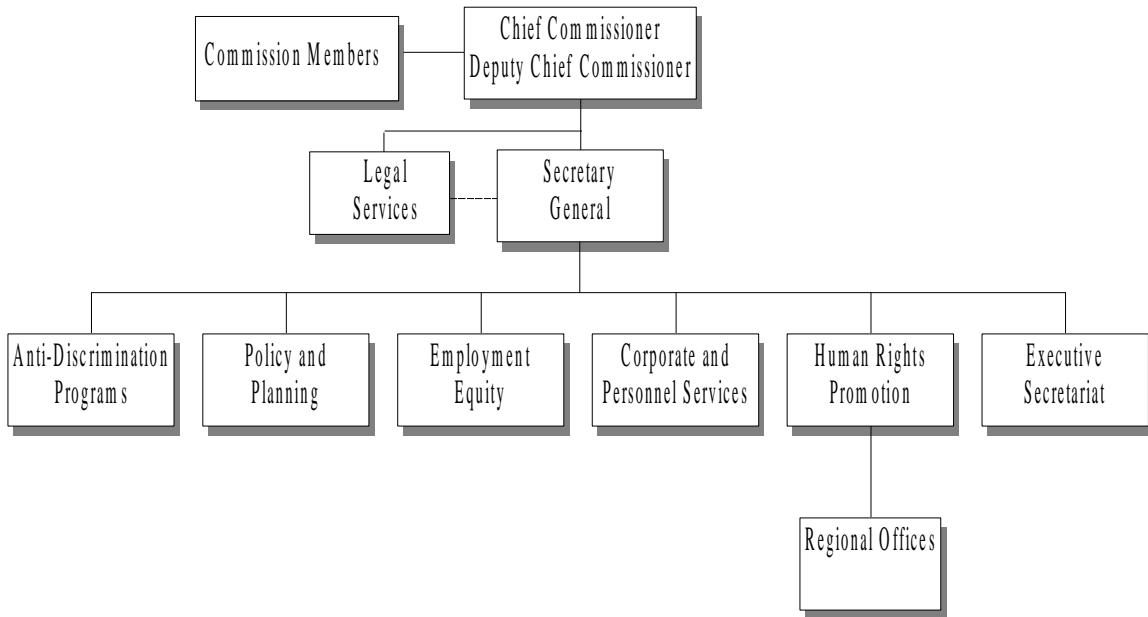 Commission Members
Chief Commissioner
Deputy Chief Commissioner
Legal
Services
Secretary
General
Anti-Discrimination
Programs
Policy and
Planning
Employment
Equity
Corporate and
Personnel Services
Human Rights
Promotion
Executive
Secretariat
Regional Offices